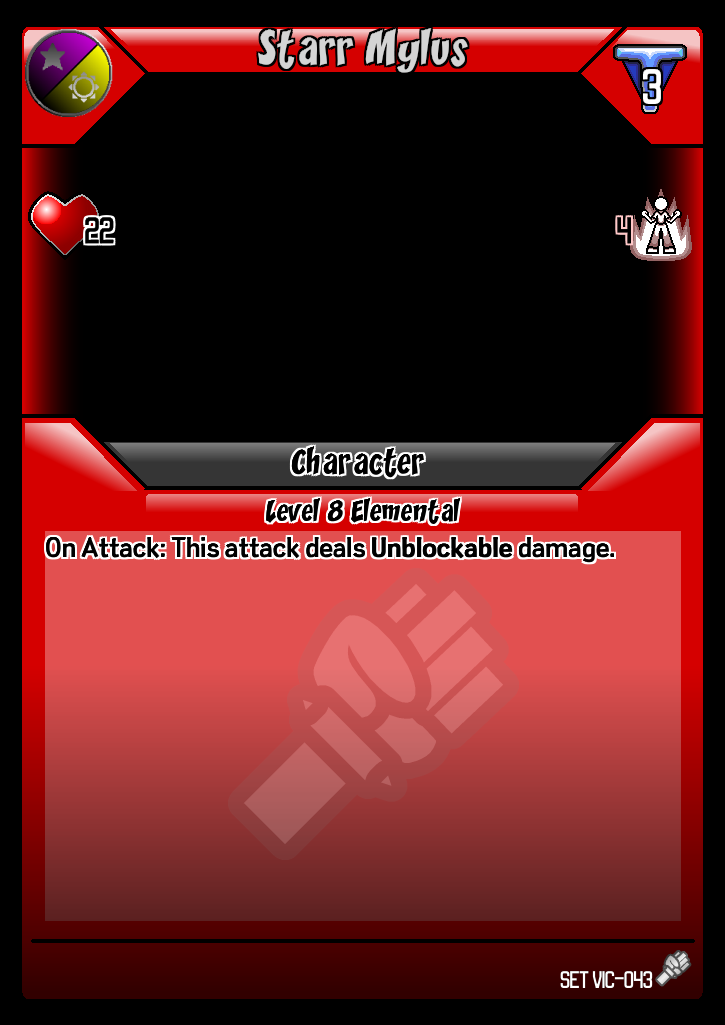 Starr Mylus
3
22
4
Character
Level 8 Elemental
On Attack: This attack deals Unblockable damage.
SET VIC-043